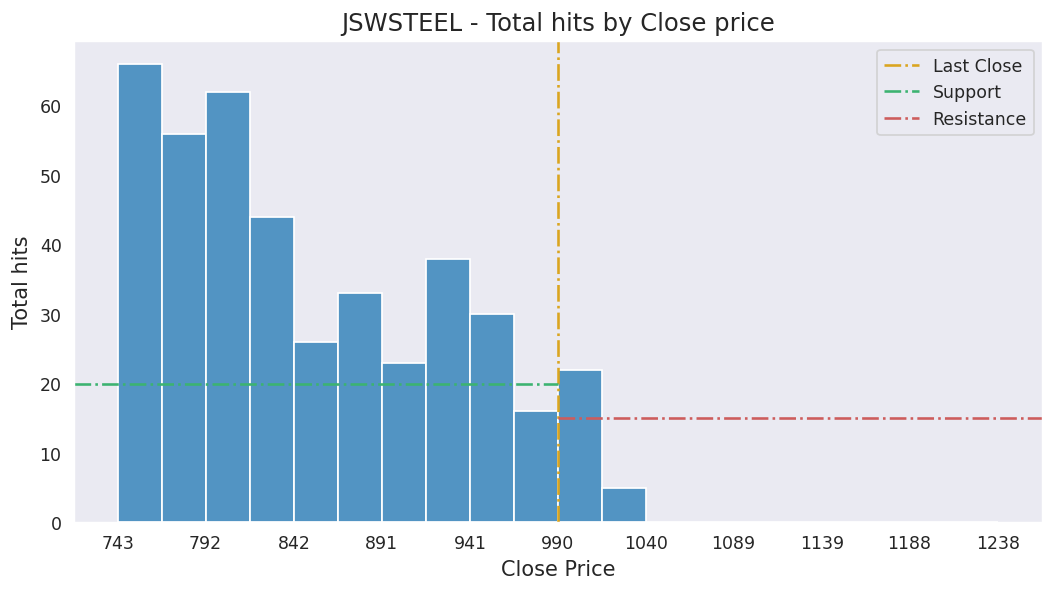 JSWSTEEL - Total hits by Close price
Last Close
Support
Resistance
Total hits
60
50
40
30
20
10
0
743 792 842 891 941 990 1040 1089 1139 1188 1238
Close Price